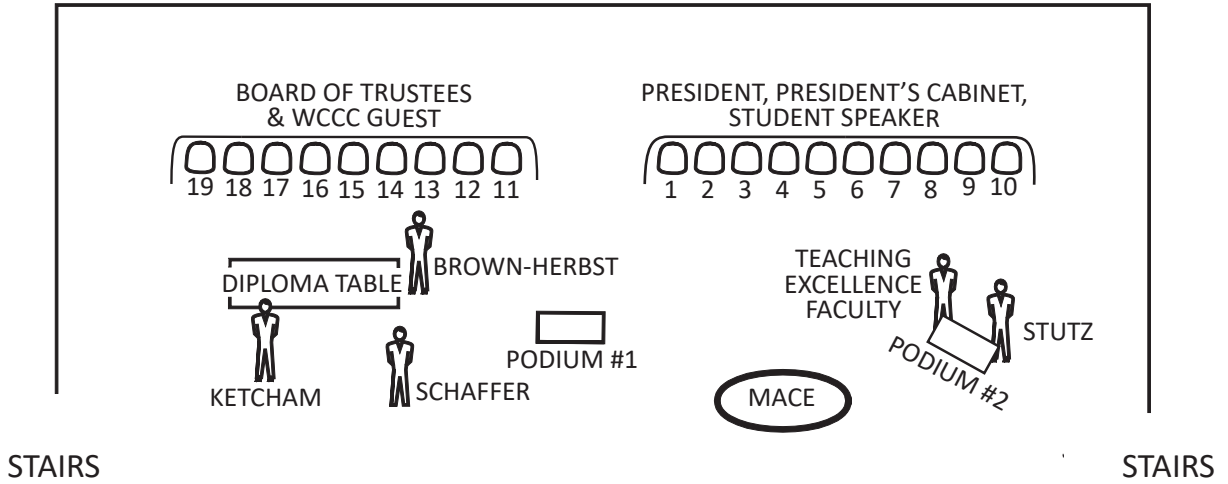 BOARD OF TRUSTEES
& WCCC GUEST
PRESIDENT, PRESIDENT’S CABINET,
STUDENT SPEAKER
19 18 17 16 15 14 13 12 11
1 2 3 4 5 6 7 8 9 10
DIPLOMA TABLE
BROWN-HERBST
TEACHING
EXCELLENCE
FACULTY
STUTZ
PODIUM #1
PODIUM #2
KETCHAM
SCHAFFER
MACE
STAIRS
STAIRS